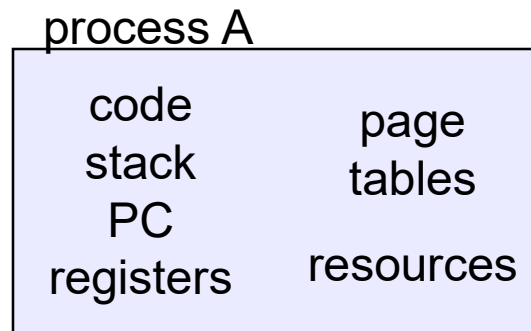 process A
code
stack
PC
registers
page
tables
resources